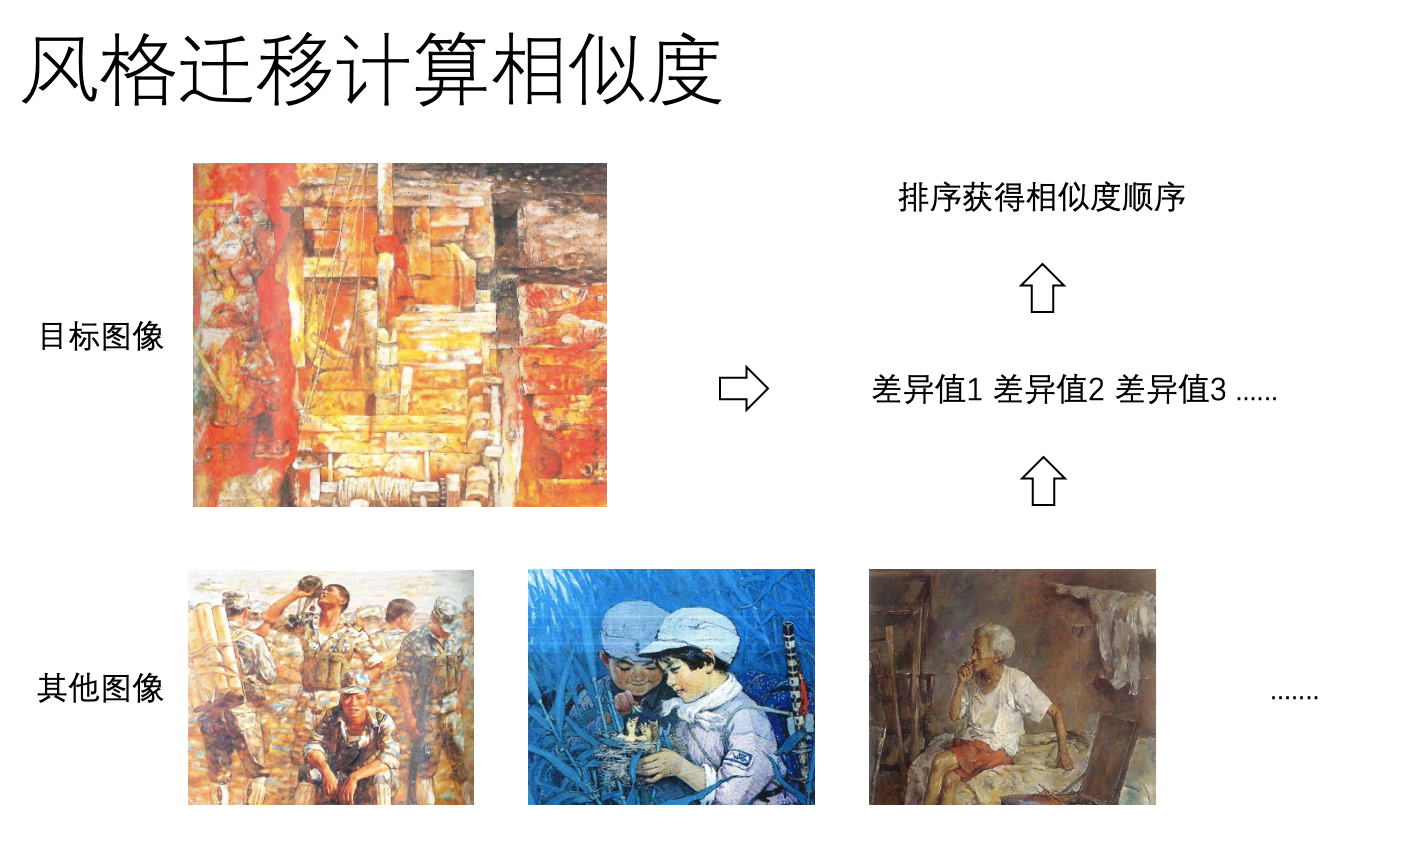 风格迁移计算相似度
排序获得相似度顺序
目标图像
差异值1 差异值2 差异值3 ......
其他图像
.......